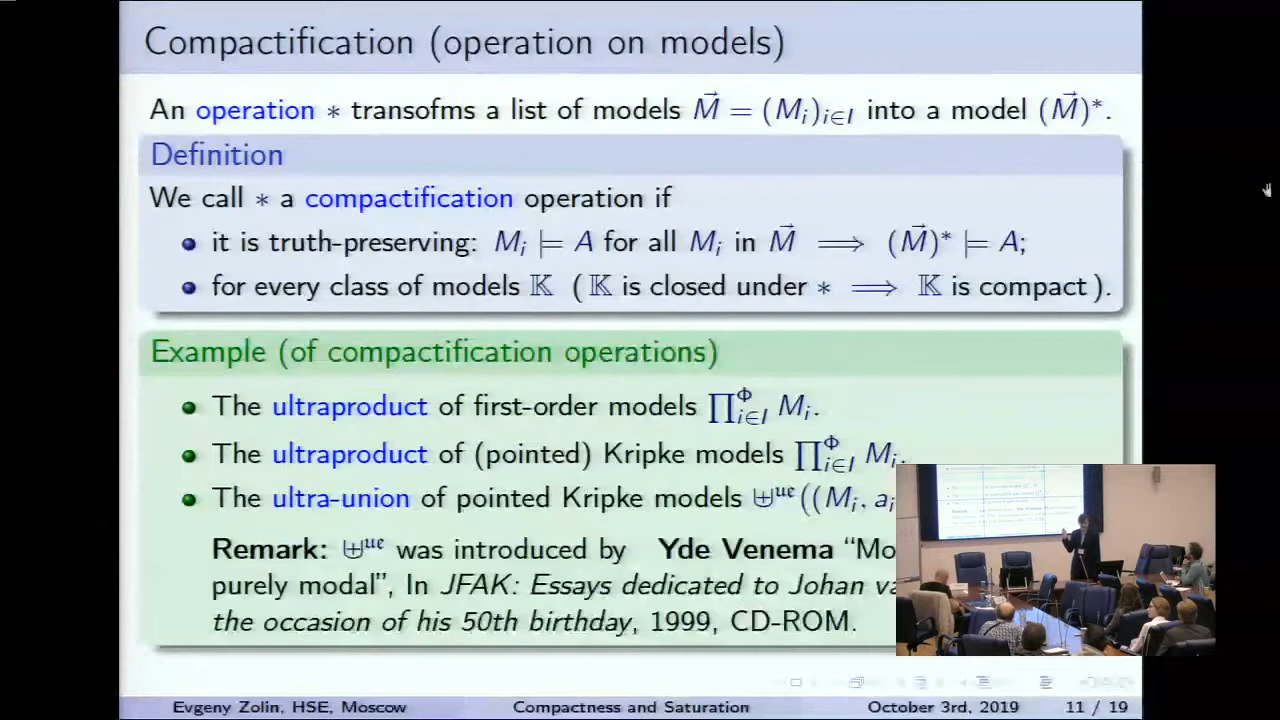 Compactification (operation on models)
An operation ∗ transofms a list of models M⃗ = (Mᵢ)ᵢ∈I into a model (M⃗)*.
Definition
We call ∗ a compactification operation if
it is truth-preserving: Mᵢ ⊨ A for all Mᵢ in M⃗ ⟹ (M⃗)* ⊨ A;
for every class of models 𝕂 ( 𝕂 is closed under ∗ ⟹ 𝕂 is compact ).
Example (of compactification operations)
The ultraproduct of first-order models ∏ᵢ∈I^Φ Mᵢ.
The ultraproduct of (pointed) Kripke models ∏ᵢ∈I^Φ Mᵢ.
The ultra-union of pointed Kripke models ⊎ᵘᵉ((Mᵢ, aᵢ
Remark: ⊎ᵘᵉ was introduced by Yde Venema “Mo
purely modal”, In JFAK: Essays dedicated to Johan va
the occasion of his 50th birthday, 1999, CD-ROM.
Evgeny Zolin, HSE, Moscow Compactness and Saturation October 3rd, 2019 11 / 19